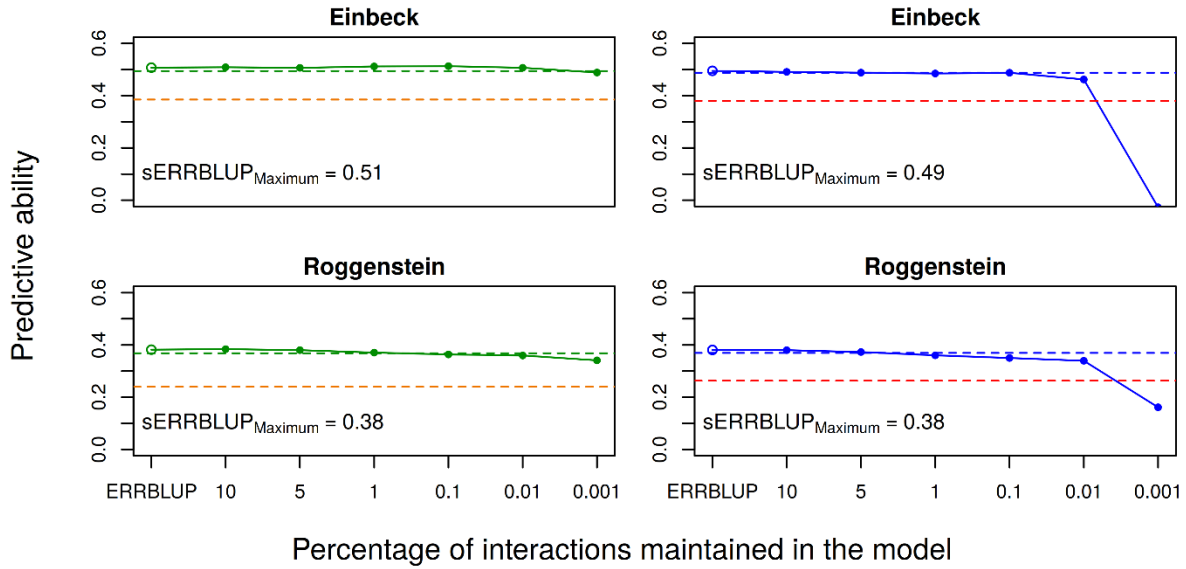 Einbeck
Einbeck
Predictive ability
0.0 0.2 0.4 0.6
sERRBLUPMaximum = 0.51
0.0 0.2 0.4 0.6
sERRBLUPMaximum = 0.49
Roggenstein
Roggenstein
0.0 0.2 0.4 0.6
sERRBLUPMaximum = 0.38
0.0 0.2 0.4 0.6
sERRBLUPMaximum = 0.38
ERRBLUP 10 5 1 0.1 0.01 0.001
ERRBLUP 10 5 1 0.1 0.01 0.001
Percentage of interactions maintained in the model